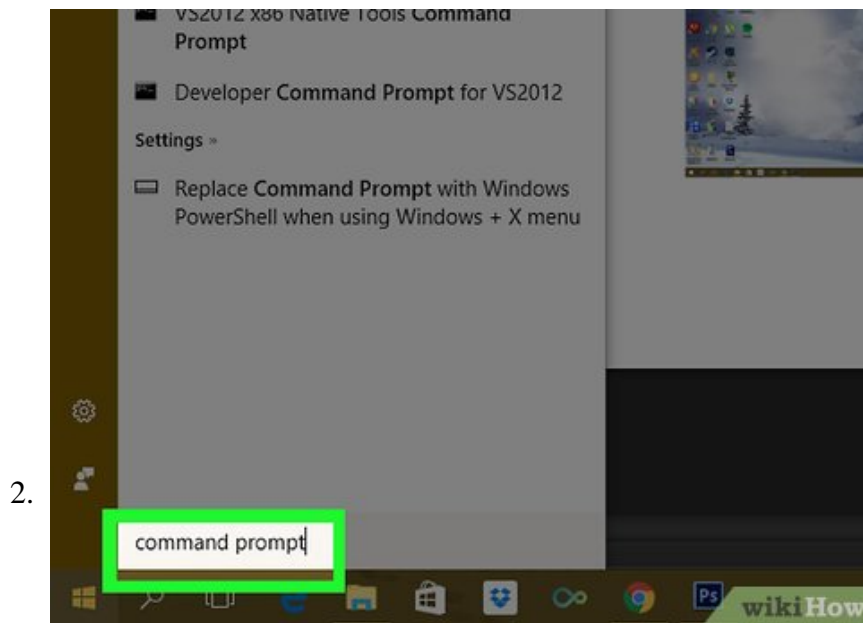 VS2012 x86 Native Tools Command
Prompt
Developer Command Prompt for VS2012
Settings »
Replace Command Prompt with Windows
PowerShell when using Windows + X menu
2.
command prompt
Ps
wikiHow